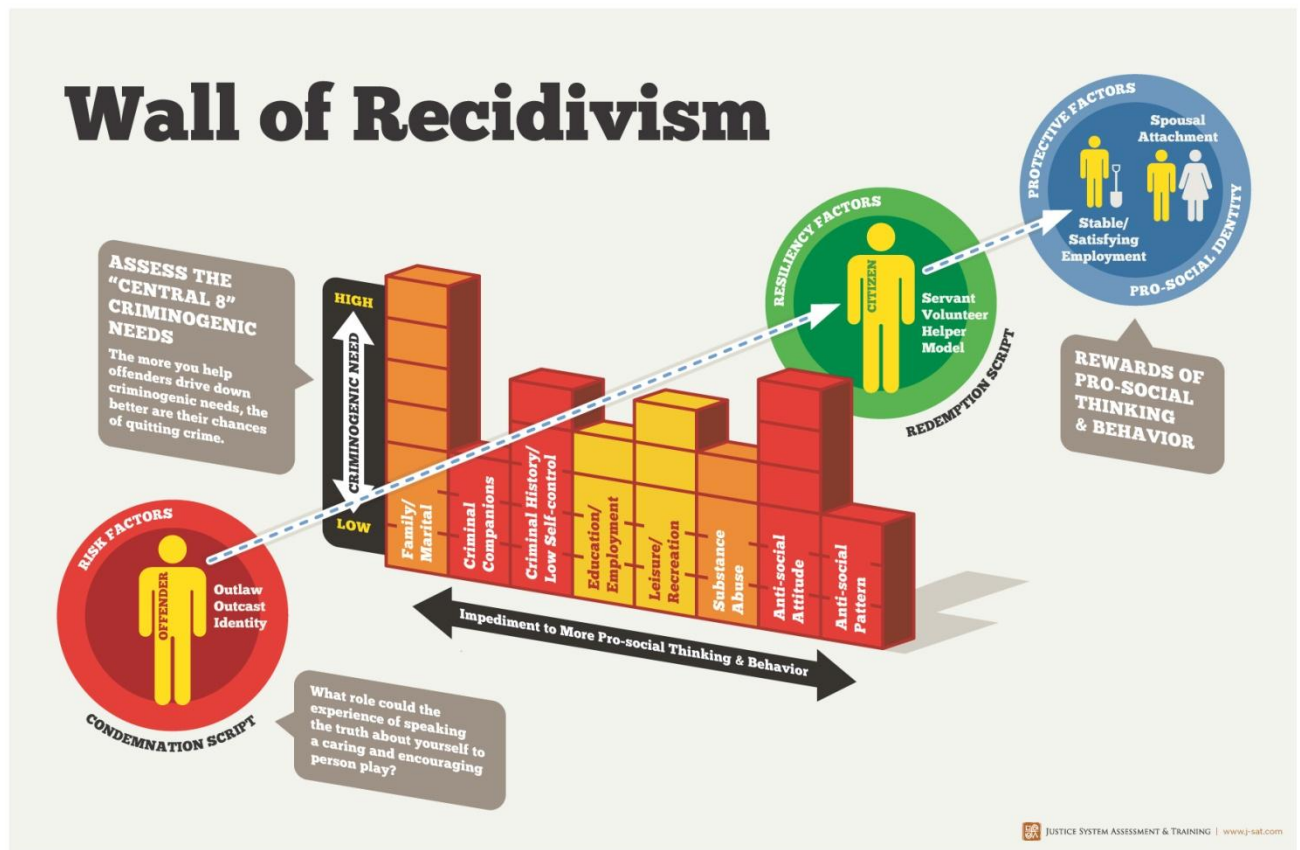 Wall of Recidivism
ASSESS THE
"CENTRAL 8"
CRIMINOGENIC
NEEDS
The more you help
offenders drive down
criminogenic needs, the
better are their chances
of quitting crime.
HIGH
CRIMINOGENIC NEED
LOW
RISK FACTORS
OFFENDER
Outlaw
Outcast
Identity
CONDEMNATION SCRIPT
What role could the
experience of speaking
the truth about yourself to
a caring and encouraging
person play?
Family/
Marital
Criminal
Companions
Criminal History/
Low Self-control
Education/
Employment
Leisure/
Recreation
Substance
Abuse
Anti-social
Attitude
Anti-social
Pattern
Impediment to More Pro-social Thinking & Behavior
RESILIENCY FACTORS
CITIZEN
Servant
Volunteer
Helper
Model
REDEMPTION SCRIPT
PROTECTIVE FACTORS
Spousal
Attachment
Stable/
Satisfying
Employment
PRO-SOCIAL IDENTITY
REWARDS OF
PRO-SOCIAL
THINKING
& BEHAVIOR
JUSTICE SYSTEM ASSESSMENT & TRAINING | www.j-sat.com